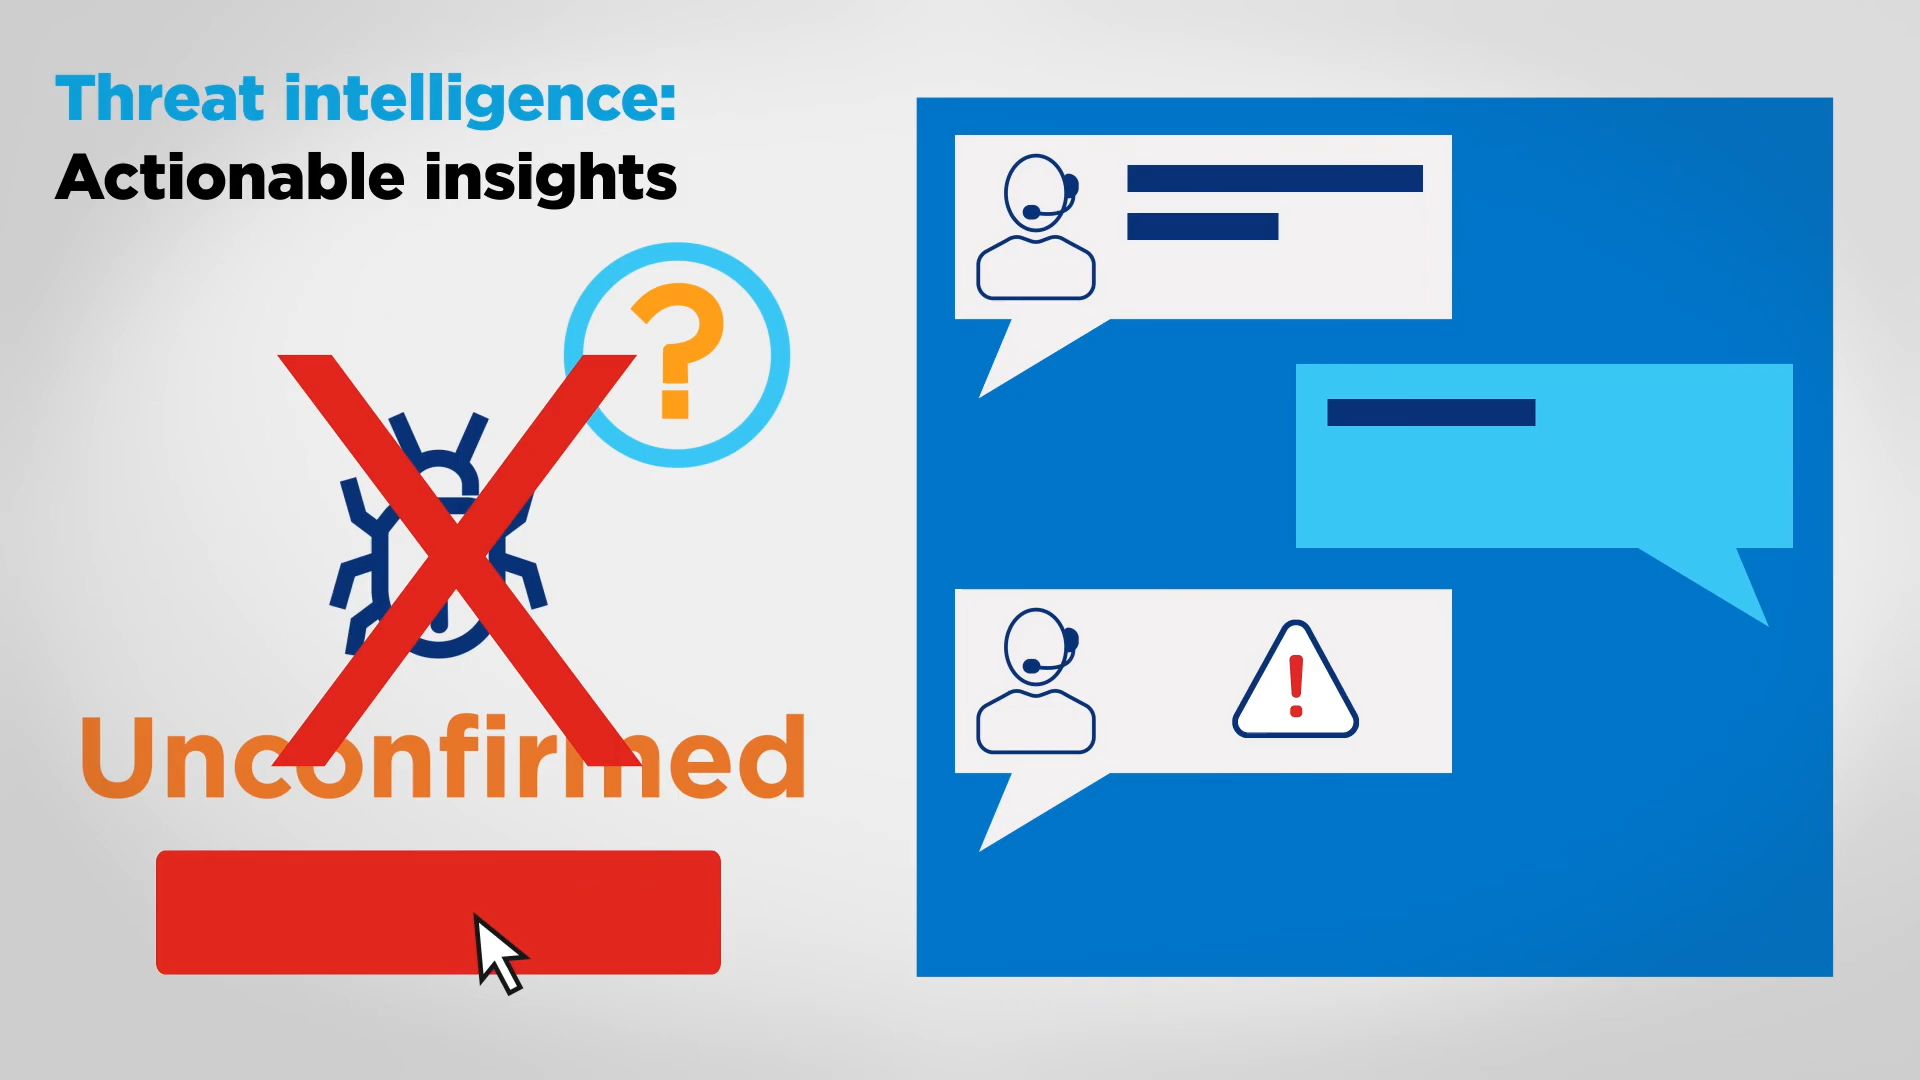 Threat intelligence:
Actionable insights
?
Unconfirmed
!